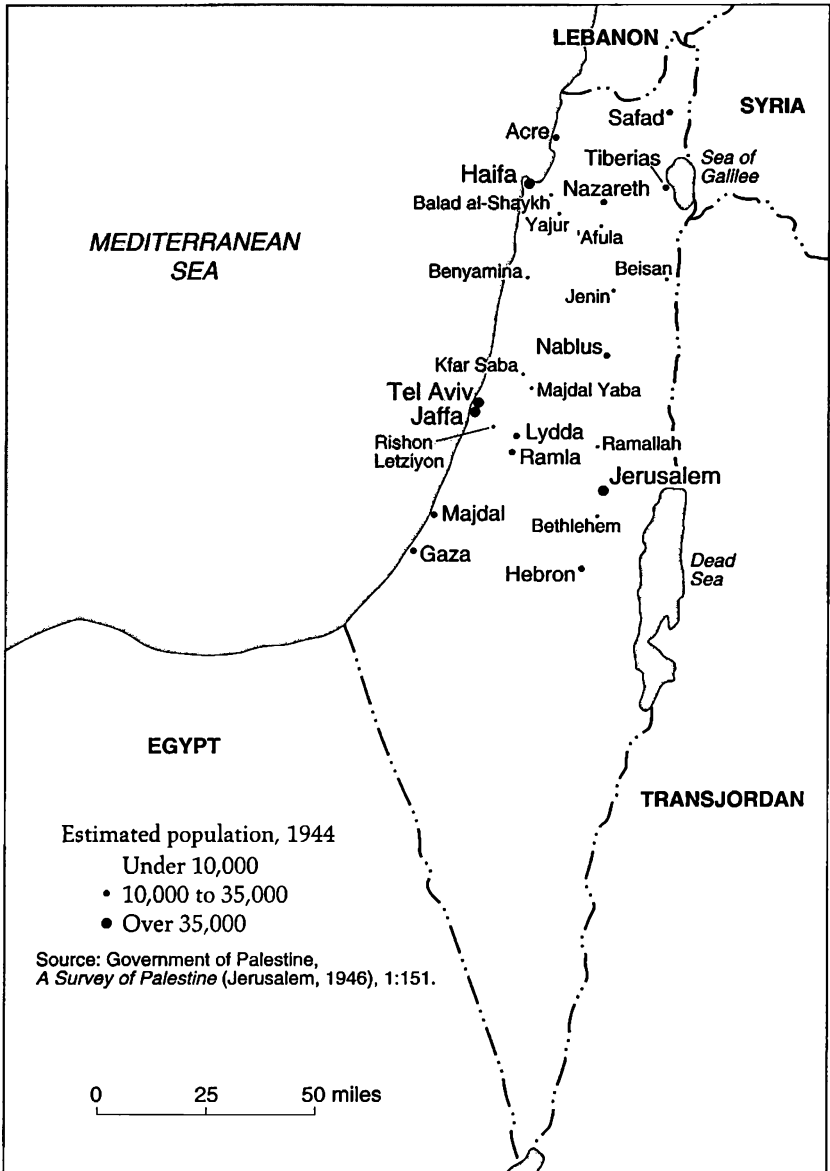 LEBANON
SYRIA
Safad
Acre
Tiberias
Sea of
Galilee
Haifa
Nazareth
Balad al-Shaykh
Yajur
'Afula
MEDITERRANEAN
SEA
Benyamina
Beisan
Jenin
Nablus
Kfar Saba
Tel Aviv
Majdal Yaba
Jaffa
Rishon
Letziyon
Lydda
Ramallah
Ramla
Jerusalem
Majdal
Bethlehem
Gaza
Hebron
Dead
Sea
EGYPT
TRANSJORDAN
Estimated population, 1944
Under 10,000
• 10,000 to 35,000
● Over 35,000
Source: Government of Palestine,
A Survey of Palestine (Jerusalem, 1946), 1:151.
0 25 50 miles